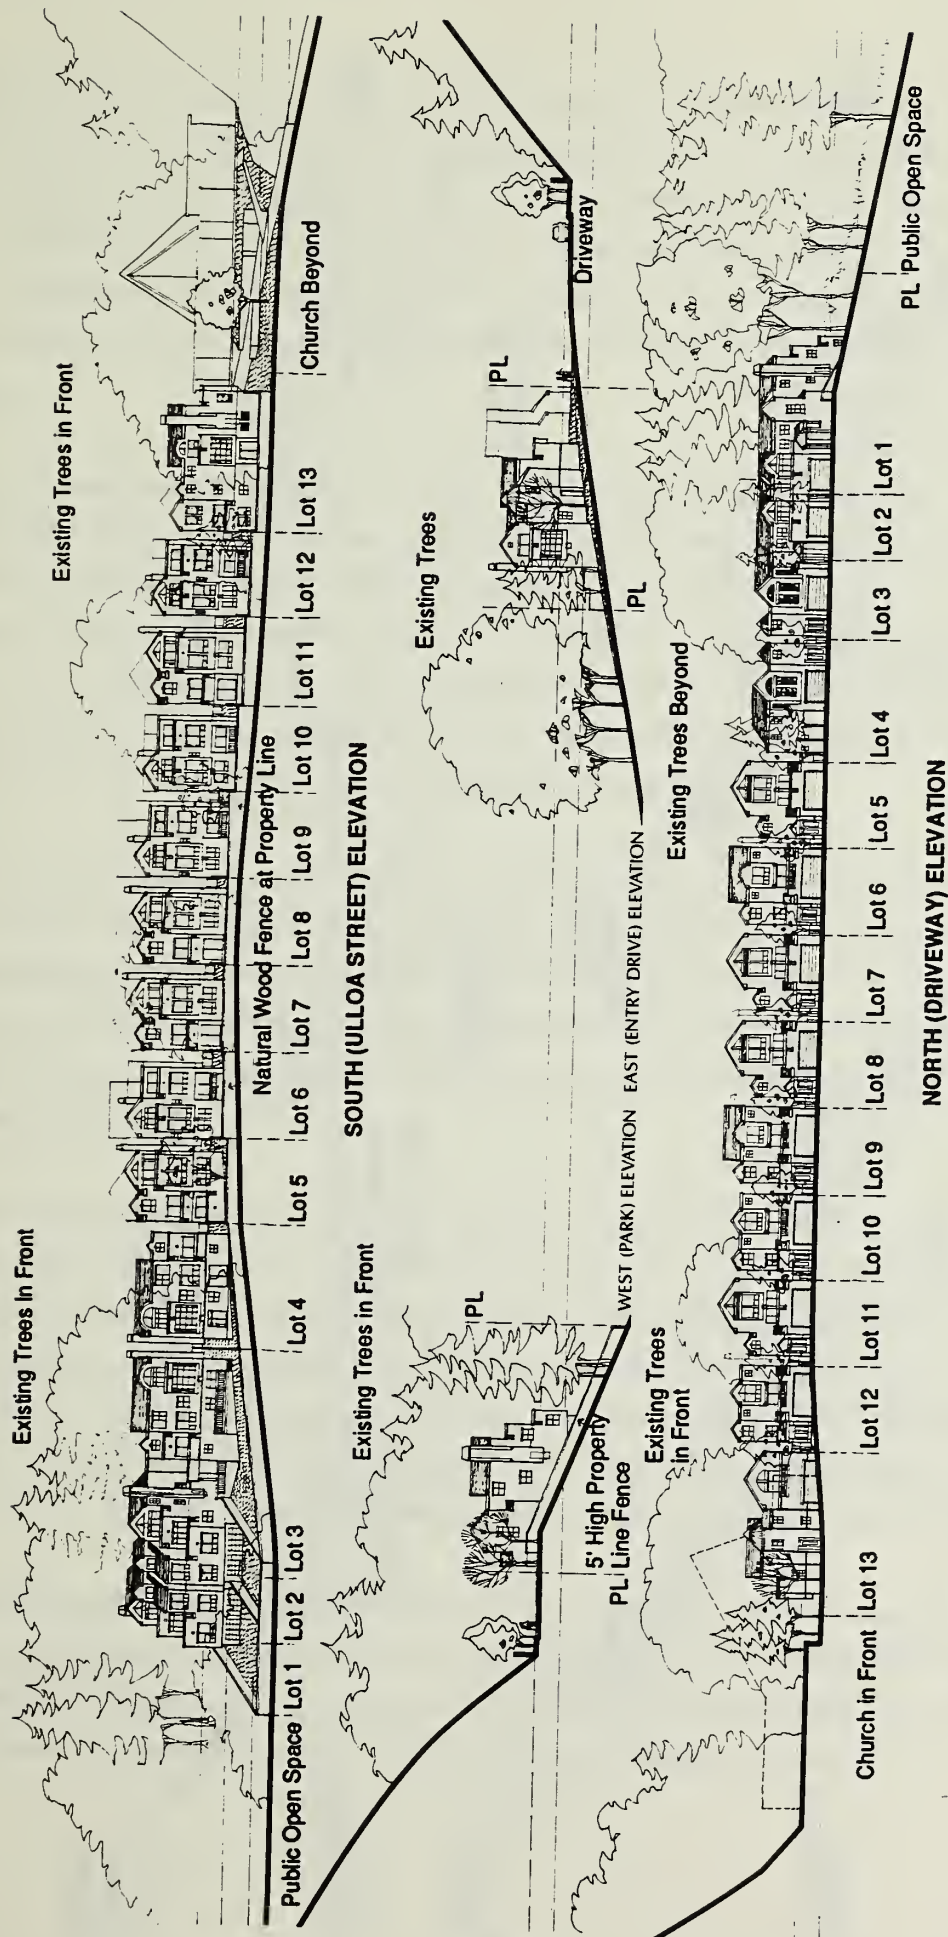 Existing Trees In Front
Existing Trees in Front
Public Open Space
Lot 1
Lot 2
Lot 3
Lot 4
Lot 5
Lot 6
Lot 7
Lot 8
Lot 9
Lot 10
Lot 11
Lot 12
Lot 13
Church Beyond
Natural Wood Fence at Property Line
SOUTH (ULLOA STREET) ELEVATION
Existing Trees in Front
PL
5' High Property
Line Fence
PL
WEST (PARK) ELEVATION
Existing Trees
PL
PL
Driveway
EAST (ENTRY DRIVE) ELEVATION
Existing Trees
in Front
Existing Trees Beyond
Church in Front
Lot 13
Lot 12
Lot 11
Lot 10
Lot 9
Lot 8
Lot 7
Lot 6
Lot 5
Lot 4
Lot 3
Lot 2
Lot 1
PL
Public Open Space
NORTH (DRIVEWAY) ELEVATION